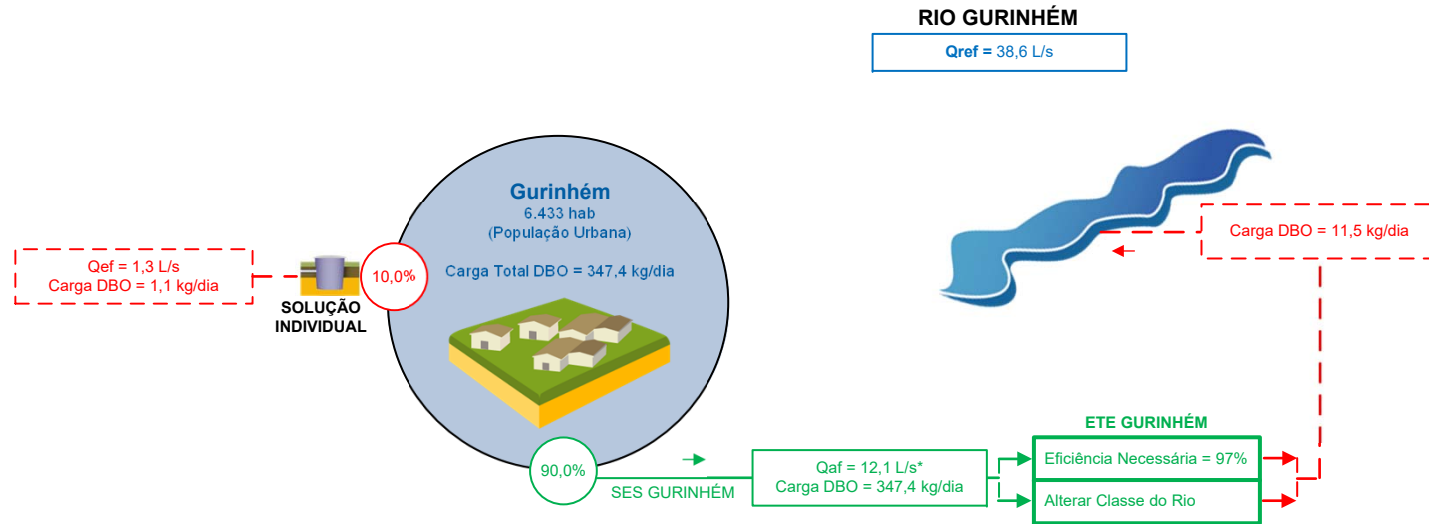 RIO GURINHÉM
Qref = 38,6 L/s
Gurinhém
6.433 hab
(População Urbana)
Carga Total DBO = 347,4 kg/dia
Qef = 1,3 L/s
Carga DBO = 1,1 kg/dia
SOLUÇÃO
INDIVIDUAL
10,0%
Carga DBO = 11,5 kg/dia
90,0%
SES GURINHÉM
Qaf = 12,1 L/s*
Carga DBO = 347,4 kg/dia
ETE GURINHÉM
Eficiência Necessária = 97%
Alterar Classe do Rio